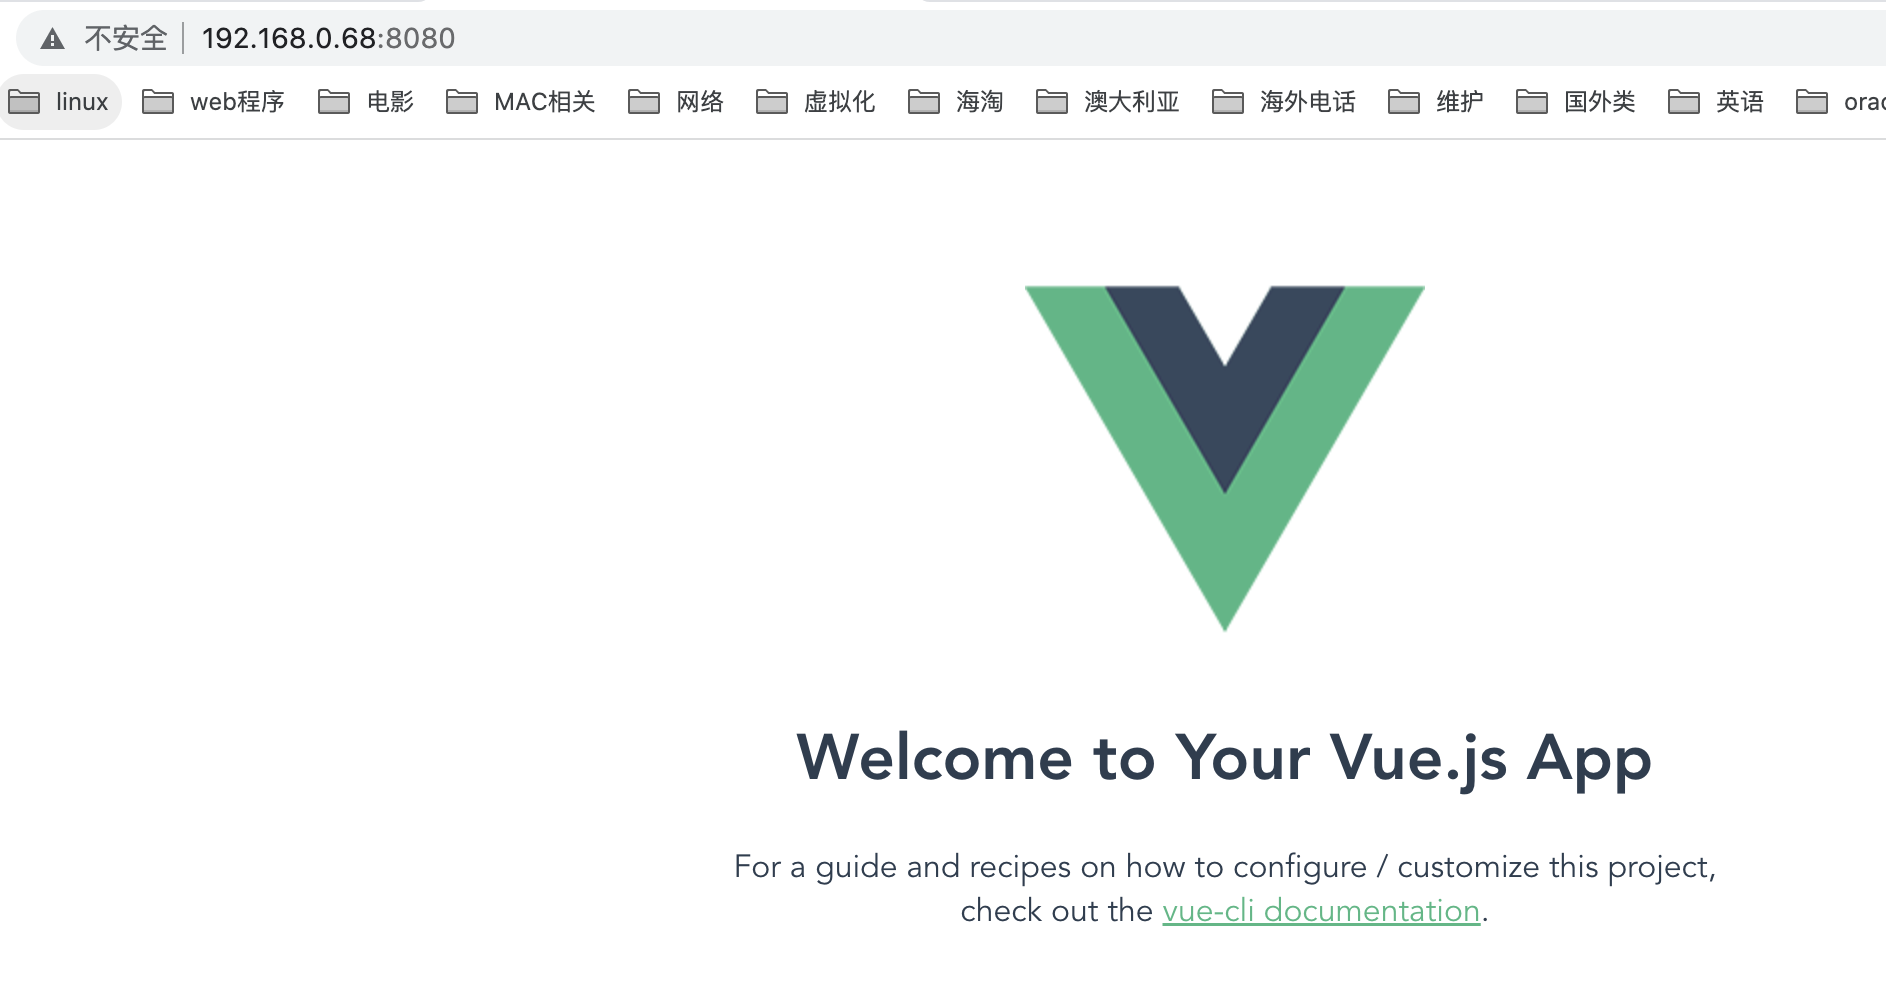 不安全 192.168.0.68:8080
linux web程序 电影 MAC相关 网络 虚拟化 海淘 澳大利亚 海外电话 维护 国外类 英语
Welcome to Your Vue.js App
For a guide and recipes on how to configure / customize this project,
check out the vue-cli documentation.